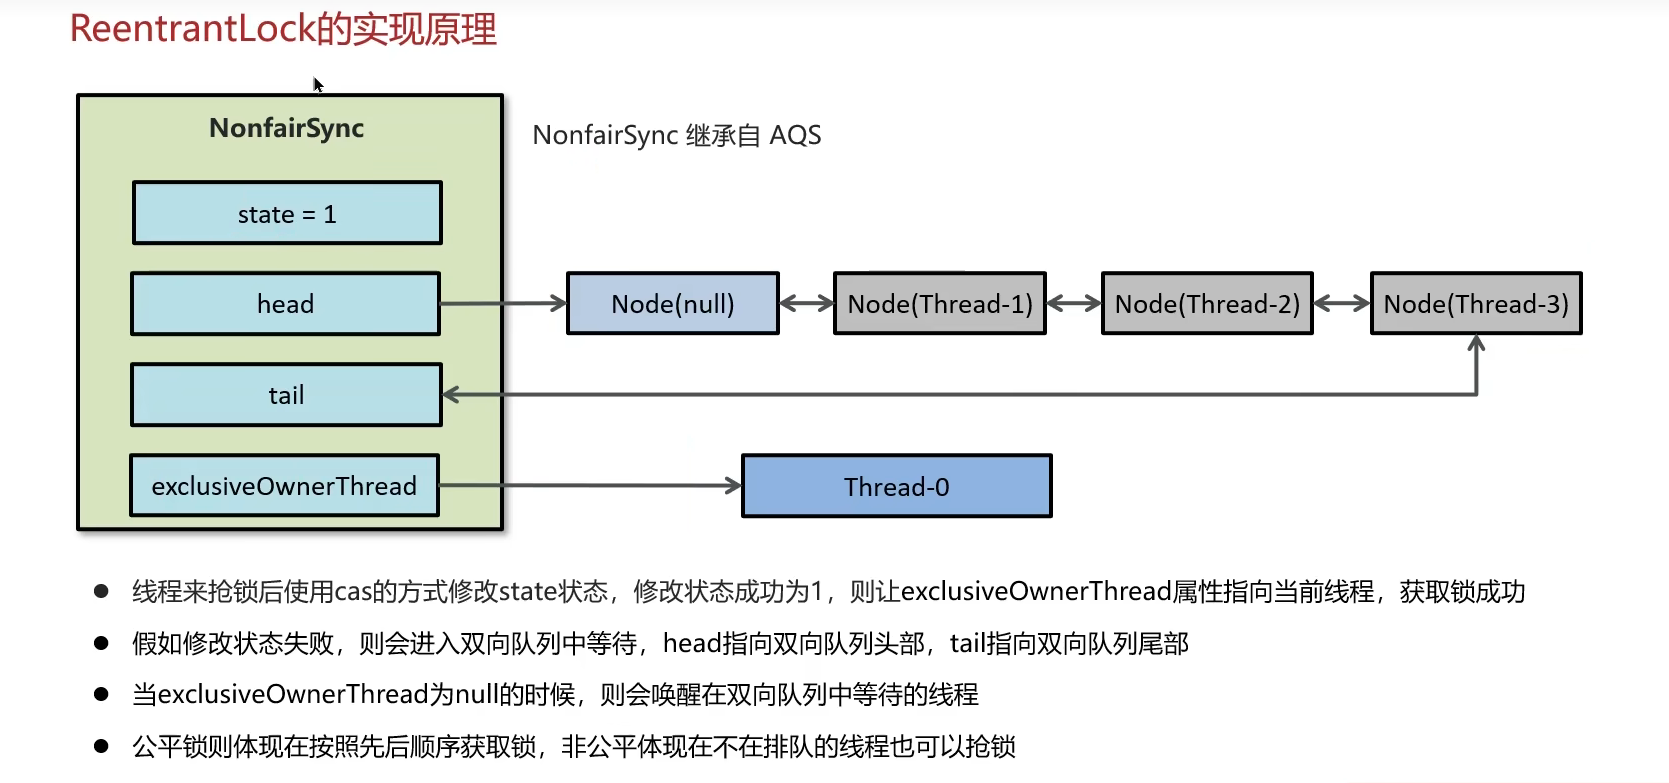 ReentrantLock的实现原理
NonfairSync
NonfairSync 继承自 AQS
state = 1
head
Node(null)
Node(Thread-1)
Node(Thread-2)
Node(Thread-3)
tail
exclusiveOwnerThread
Thread-0
● 线程来抢锁后使用cas的方式修改state状态，修改状态成功为1，则让exclusiveOwnerThread属性指向当前线程，获取锁成功
● 假如修改状态失败，则会进入双向队列中等待，head指向双向队列头部，tail指向双向队列尾部
● 当exclusiveOwnerThread为null的时候，则会唤醒在双向队列中等待的线程
● 公平锁则体现在按照先后顺序获取锁，非公平体现在不在排队的线程也可以抢锁